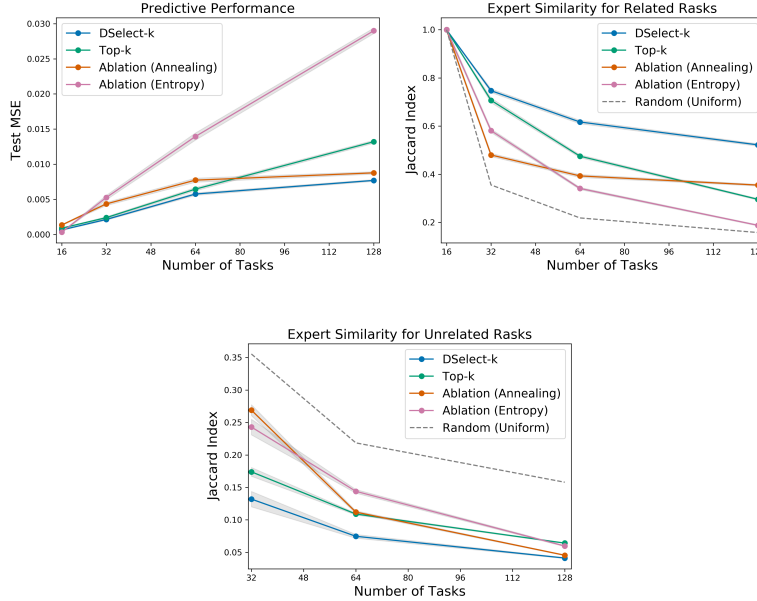 Predictive Performance
0.030
0.025
0.020
0.015
0.010
0.005
0.000
Test MSE
DSelect-k
Top-k
Ablation (Annealing)
Ablation (Entropy)
16 32 48 64 80 96 112 128
Number of Tasks
Expert Similarity for Related Rasks
1.0
0.8
0.6
0.4
0.2
Jaccard Index
DSelect-k
Top-k
Ablation (Annealing)
Ablation (Entropy)
Random (Uniform)
16 32 48 64 80 96 112
Number of Tasks
Expert Similarity for Unrelated Rasks
0.35
0.30
0.25
0.20
0.15
0.10
0.05
Jaccard Index
DSelect-k
Top-k
Ablation (Annealing)
Ablation (Entropy)
Random (Uniform)
32 48 64 80 96 112 128
Number of Tasks